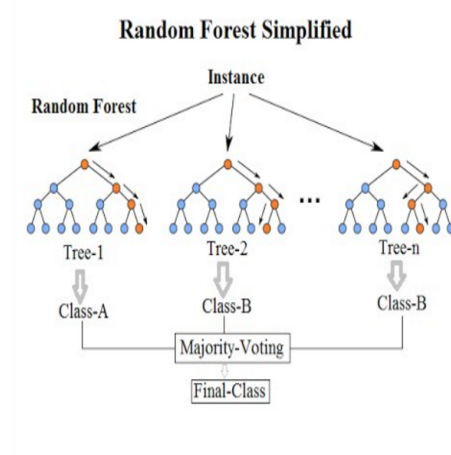 Random Forest Simplified
Instance
Random Forest
...
Tree-1
Tree-2
Tree-n
Class-A
Class-B
Class-B
Majority-Voting
Final-Class